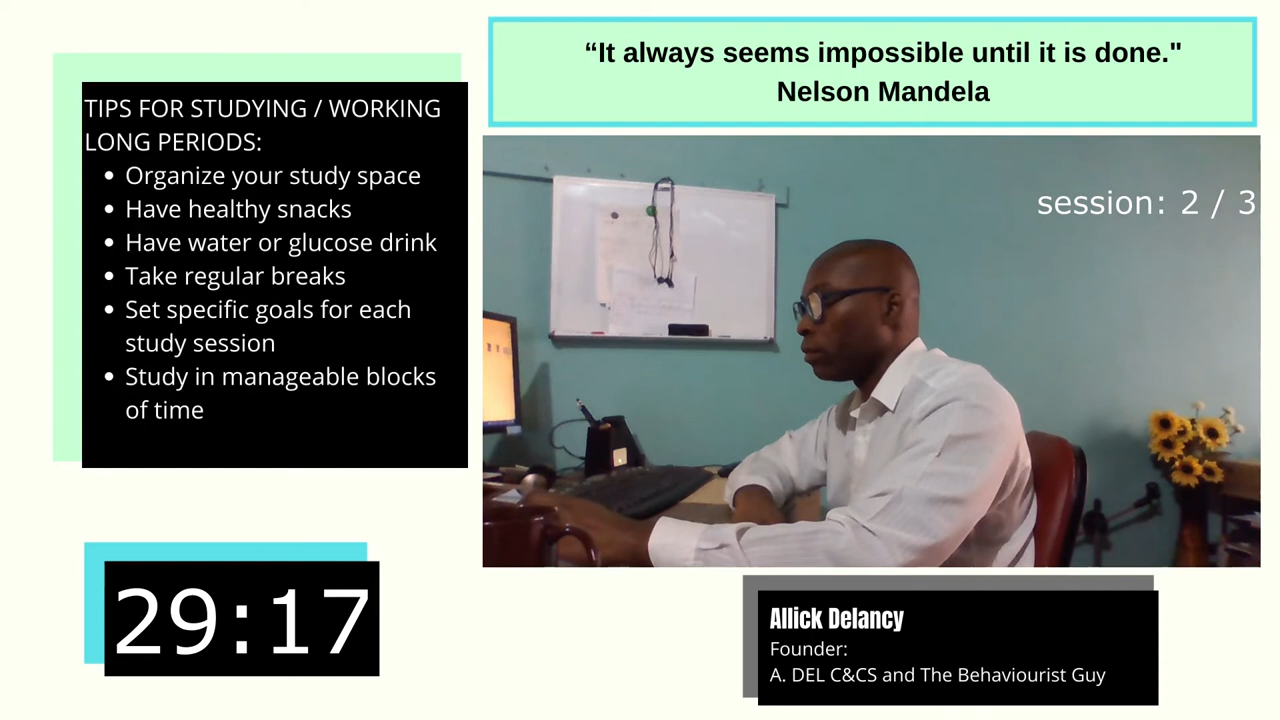 “It always seems impossible until it is done."
Nelson Mandela
TIPS FOR STUDYING / WORKING
LONG PERIODS:
• Organize your study space
• Have healthy snacks
• Have water or glucose drink
• Take regular breaks
• Set specific goals for each
study session
• Study in manageable blocks
of time
session: 2 / 3
29:17
Allick Delancy
Founder:
A. DEL C&CS and The Behaviourist Guy